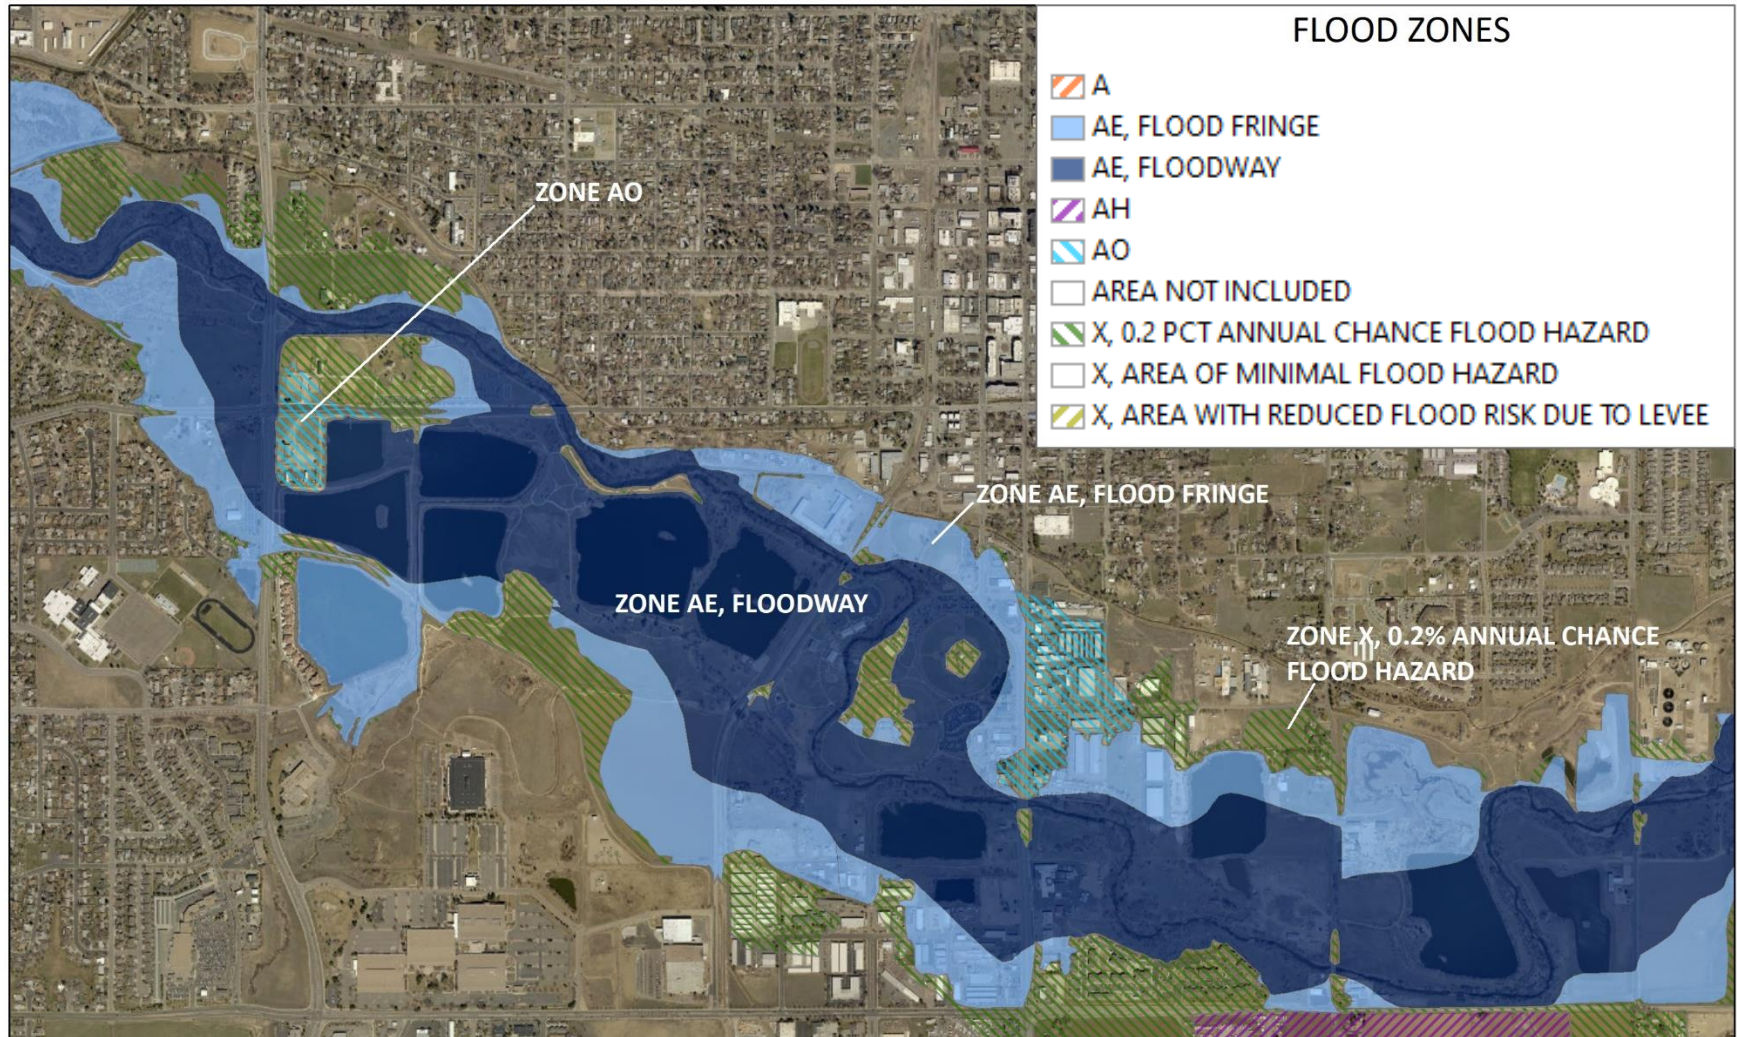 FLOOD ZONES
A
AE, FLOOD FRINGE
AE, FLOODWAY
AH
AO
AREA NOT INCLUDED
X, 0.2 PCT ANNUAL CHANCE FLOOD HAZARD
X, AREA OF MINIMAL FLOOD HAZARD
X, AREA WITH REDUCED FLOOD RISK DUE TO LEVEE
ZONE AO
ZONE AE, FLOOD FRINGE
ZONE AE, FLOODWAY
ZONE X, 0.2% ANNUAL CHANCE
FLOOD HAZARD